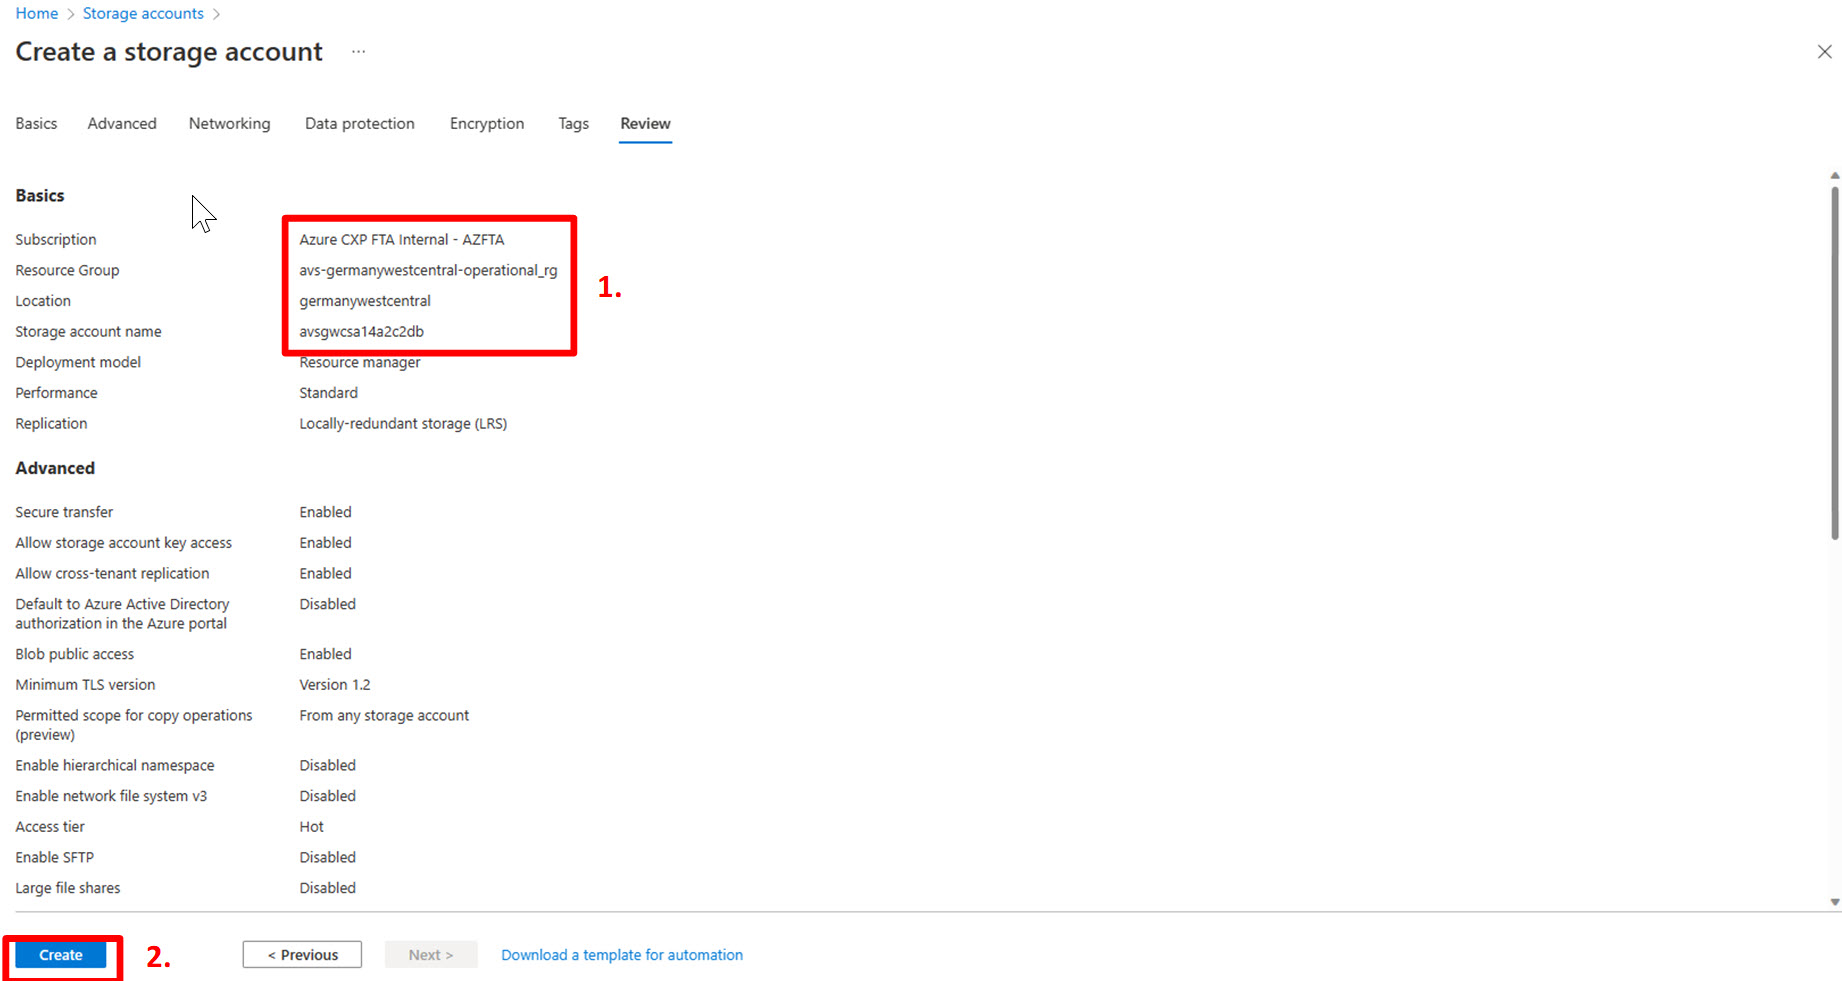 Home > Storage accounts >
Create a storage account ...
Basics Advanced Networking Data protection Encryption Tags Review
Basics
Subscription Azure CXP FTA Internal - AZFTA
Resource Group avs-germanywestcentral-operational_rg
1.
Location germanywestcentral
Storage account name avsgwcsa14a2c2db
Deployment model Resource manager
Performance Standard
Replication Locally-redundant storage (LRS)
Advanced
Secure transfer Enabled
Allow storage account key access Enabled
Allow cross-tenant replication Enabled
Default to Azure Active Directory Disabled
authorization in the Azure portal
Blob public access Enabled
Minimum TLS version Version 1.2
Permitted scope for copy operations From any storage account
(preview)
Enable hierarchical namespace Disabled
Enable network file system v3 Disabled
Access tier Hot
Enable SFTP Disabled
Large file shares Disabled
Create 2. < Previous Next > Download a template for automation